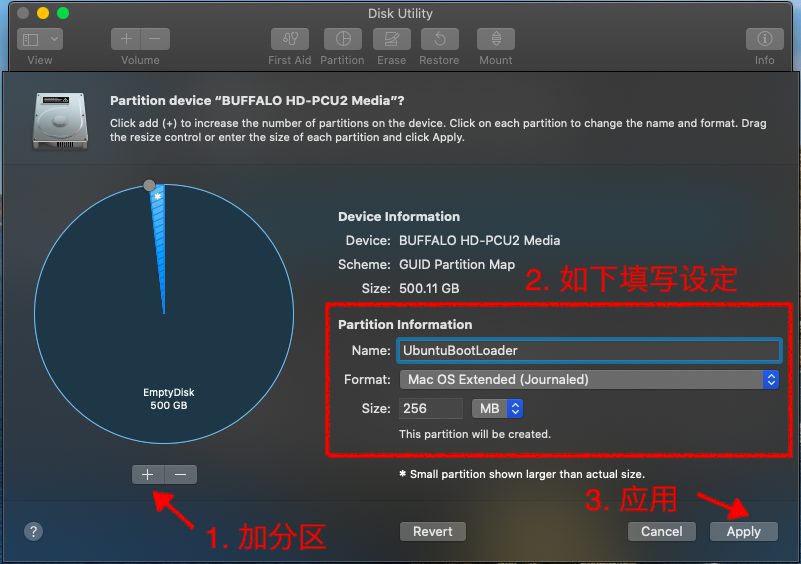 Disk Utility
View
Volume
First Aid
Partition
Erase
Restore
Mount
Info
Partition device “BUFFALO HD-PCU2 Media”?
Click add (+) to increase the number of partitions on the device. Click on each partition to change the name and format. Drag
the resize control or enter the size of each partition and click Apply.
*
EmptyDisk
500 GB
Device Information
Device: BUFFALO HD-PCU2 Media
Scheme: GUID Partition Map
Size: 500.11 GB
2. 如下填写设定
Partition Information
Name: UbuntuBootLoader
Format: Mac OS Extended (Journaled)
Size: 256 MB
This partition will be created.
+ −
* Small partition shown larger than actual size.
1. 加分区
3. 应用
?
Revert
Cancel
Apply